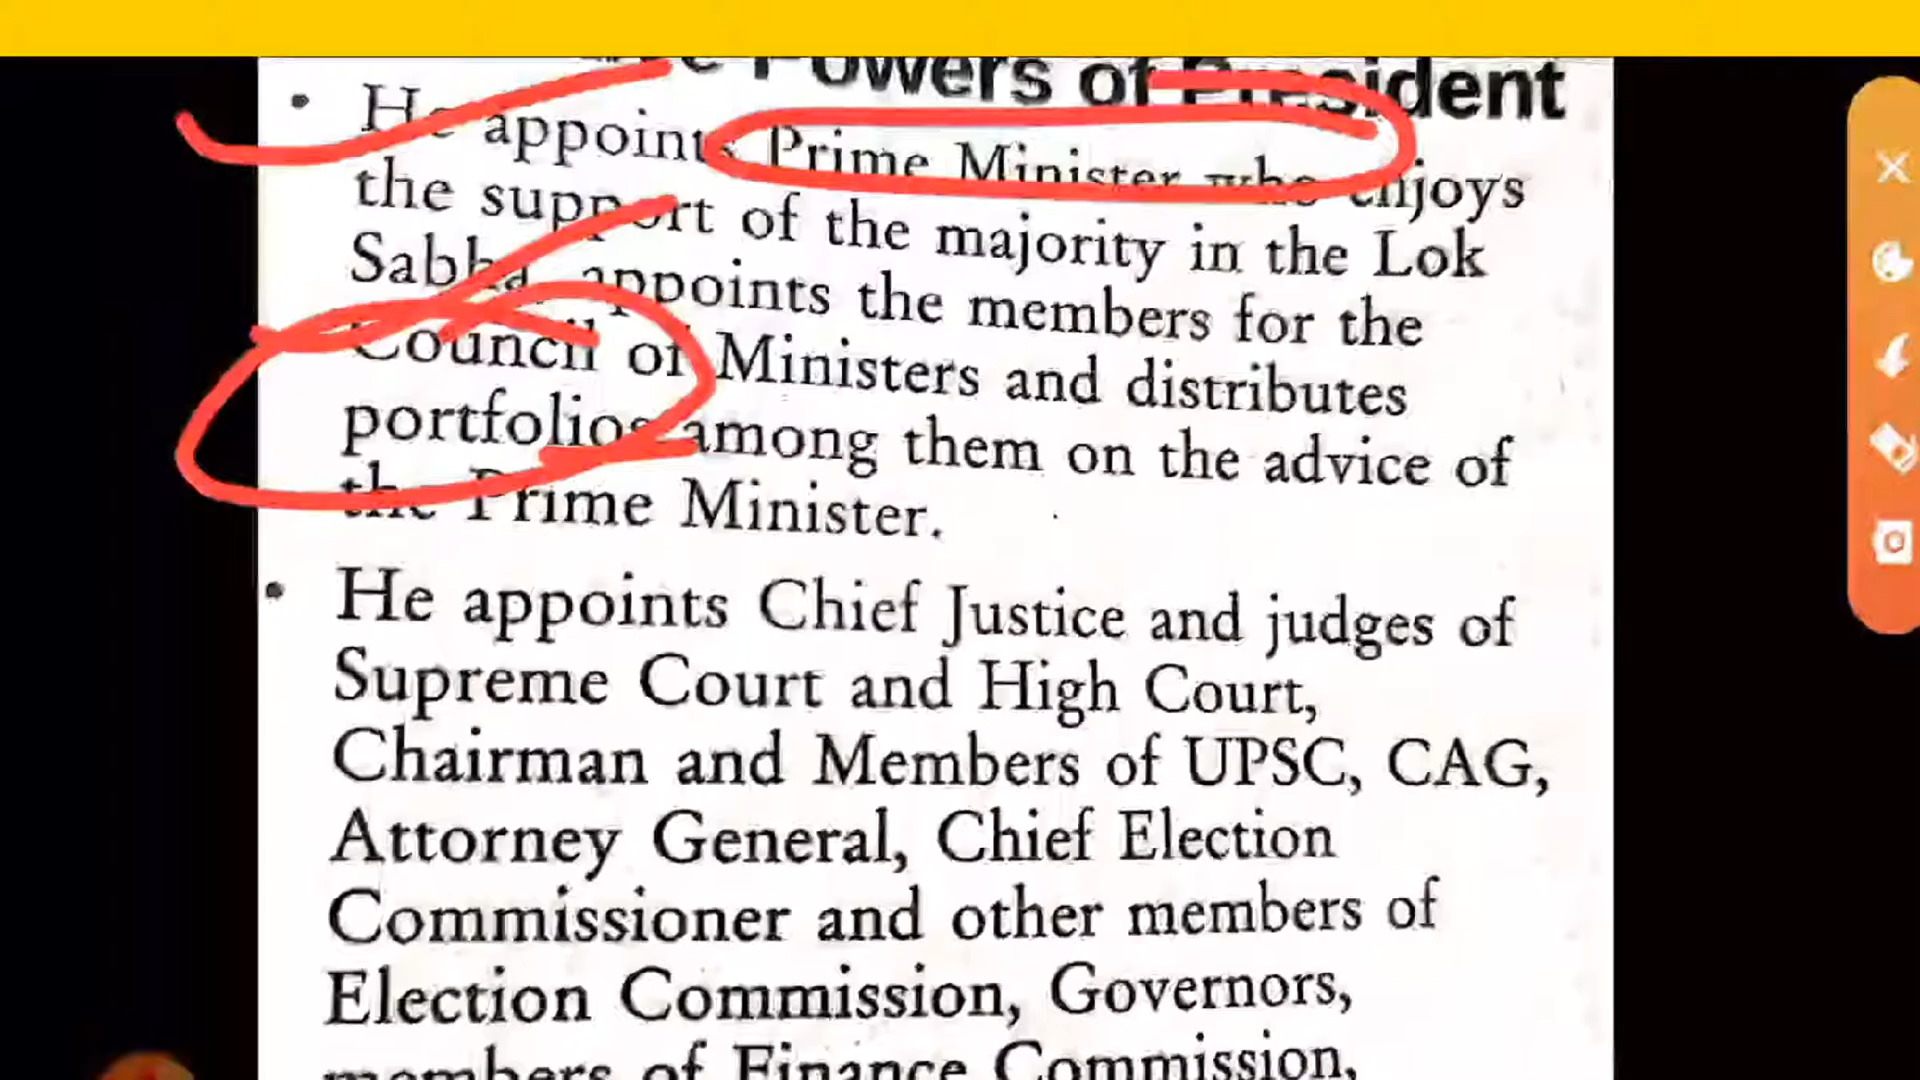 Powers of President
• He appoints Prime Minister who enjoys
the support of the majority in the Lok
Sabha, appoints the members for the
Council of Ministers and distributes
portfolios among them on the advice of
the Prime Minister.
• He appoints Chief Justice and judges of
Supreme Court and High Court,
Chairman and Members of UPSC, CAG,
Attorney General, Chief Election
Commissioner and other members of
Election Commission, Governors,
members of Finance Commission,